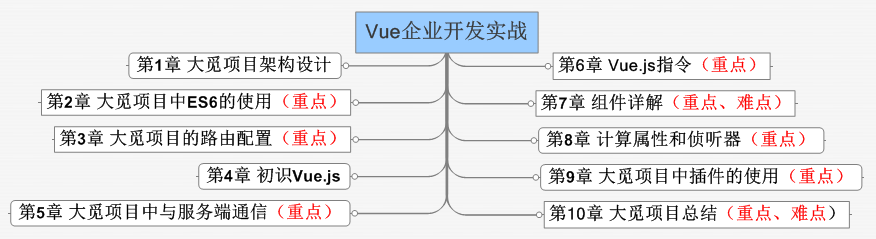 Vue企业开发实战
第1章 大觅项目架构设计
第2章 大觅项目中ES6的使用（重点）
第3章 大觅项目的路由配置（重点）
第4章 初识Vue.js
第5章 大觅项目中与服务端通信（重点）
第6章 Vue.js指令（重点）
第7章 组件详解（重点、难点）
第8章 计算属性和侦听器（重点）
第9章 大觅项目中插件的使用（重点）
第10章 大觅项目总结（重点、难点）